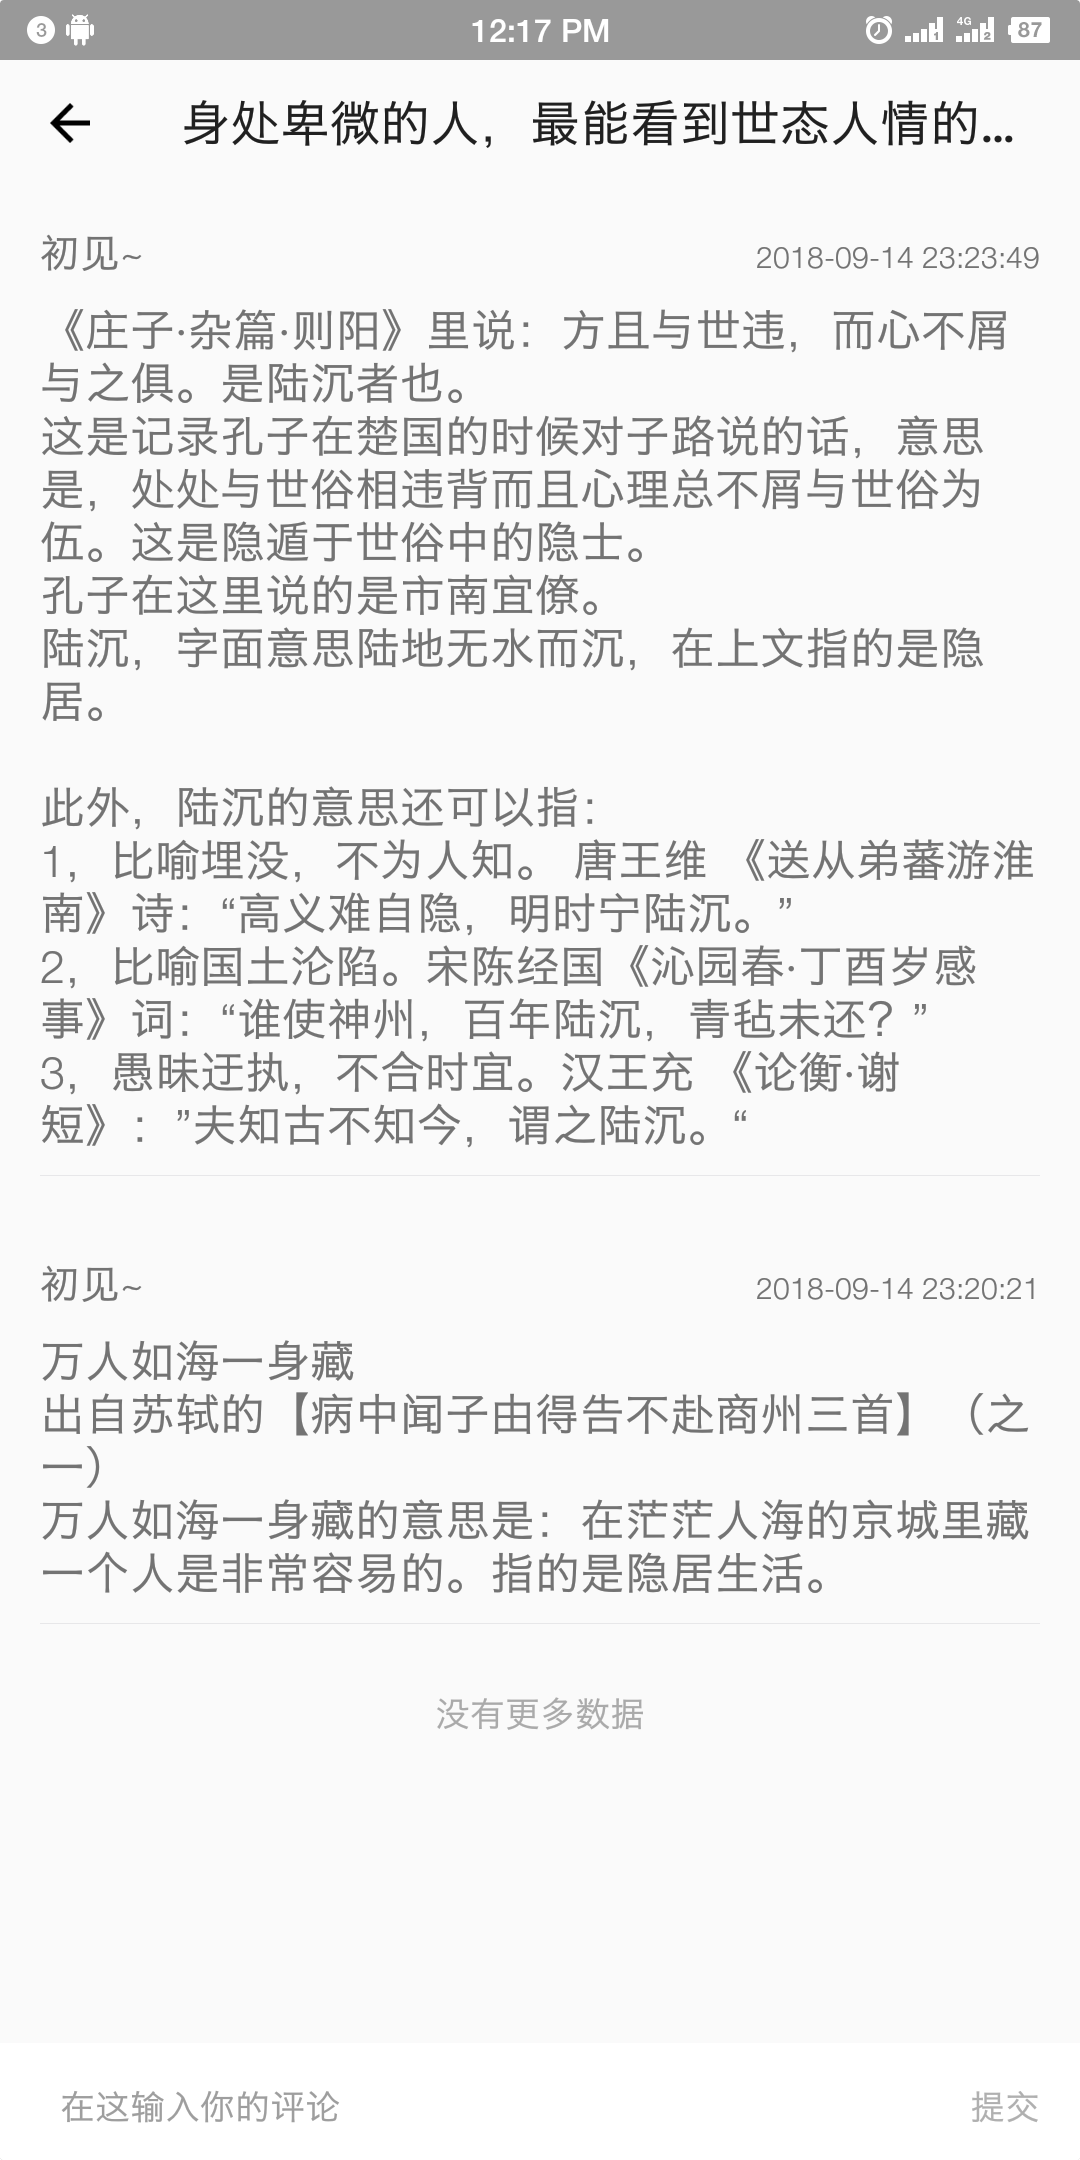 3 12:17 PM 1 4G 2 87
身处卑微的人，最能看到世态人情的...
初见~ 2018-09-14 23:23:49
《庄子·杂篇·则阳》里说：方且与世违，而心不屑
与之俱。是陆沉者也。
这是记录孔子在楚国的时候对子路说的话，意思
是，处处与世俗相违背而且心理总不屑与世俗为
伍。这是隐遁于世俗中的隐士。
孔子在这里说的是市南宜僚。
陆沉，字面意思陆地无水而沉，在上文指的是隐
居。
此外，陆沉的意思还可以指：
1，比喻埋没，不为人知。 唐王维 《送从弟蕃游淮
南》诗：“高义难自隐，明时宁陆沉。”
2，比喻国土沦陷。宋陈经国《沁园春·丁酉岁感
事》词：“谁使神州，百年陆沉，青毡未还？”
3，愚昧迂执，不合时宜。汉王充 《论衡·谢
短》：”夫知古不知今，谓之陆沉。“
初见~ 2018-09-14 23:20:21
万人如海一身藏
出自苏轼的【病中闻子由得告不赴商州三首】（之
一）
万人如海一身藏的意思是：在茫茫人海的京城里藏
一个人是非常容易的。指的是隐居生活。
没有更多数据
在这输入你的评论 提交